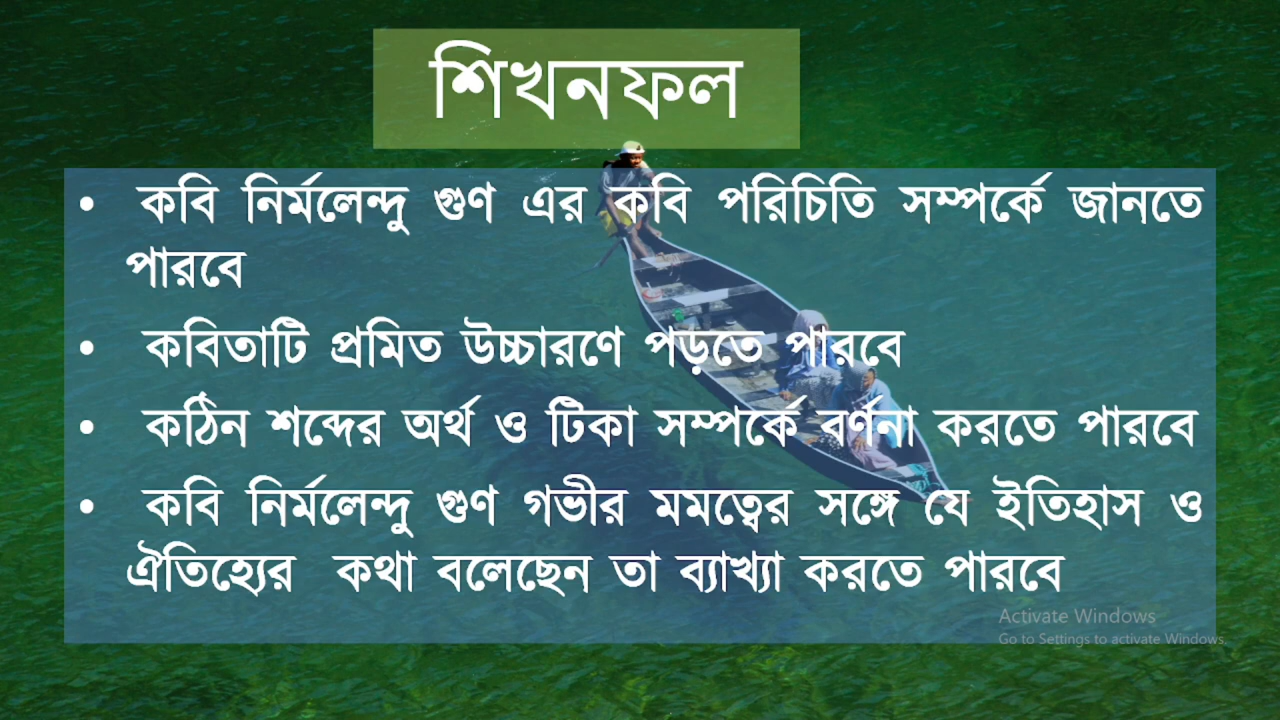 শিখনফল
• কবি নির্মলেন্দু গুণ এর কবি পরিচিতি সম্পর্কে জানতে
পারবে
• কবিতাটি প্রমিত উচ্চারণে পড়তে পারবে
• কঠিন শব্দের অর্থ ও টিকা সম্পর্কে বর্ণনা করতে পারবে
• কবি নির্মলেন্দু গুণ গভীর মমত্বের সঙ্গে যে ইতিহাস ও
ঐতিহ্যের কথা বলেছেন তা ব্যাখ্যা করতে পারবে
Activate Windows
Go to Settings to activate Windows.